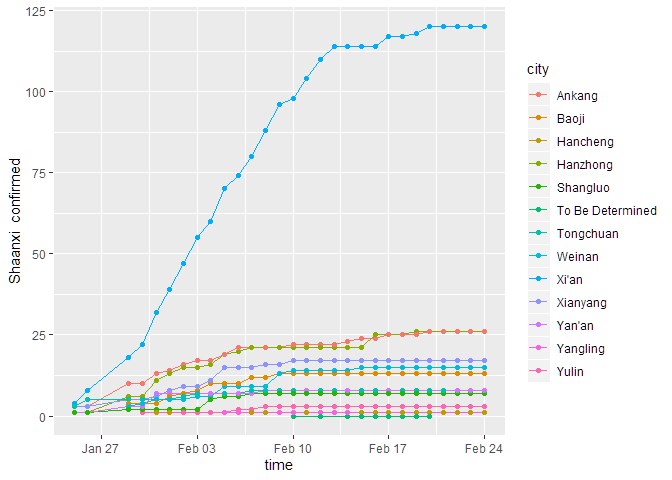 125
100
75
50
25
0
Shaanxi confirmed
Jan 27
Feb 03
Feb 10
Feb 17
Feb 24
time
city
Ankang
Baoji
Hancheng
Hanzhong
Shangluo
To Be Determined
Tongchuan
Weinan
Xi'an
Xianyang
Yan'an
Yangling
Yulin